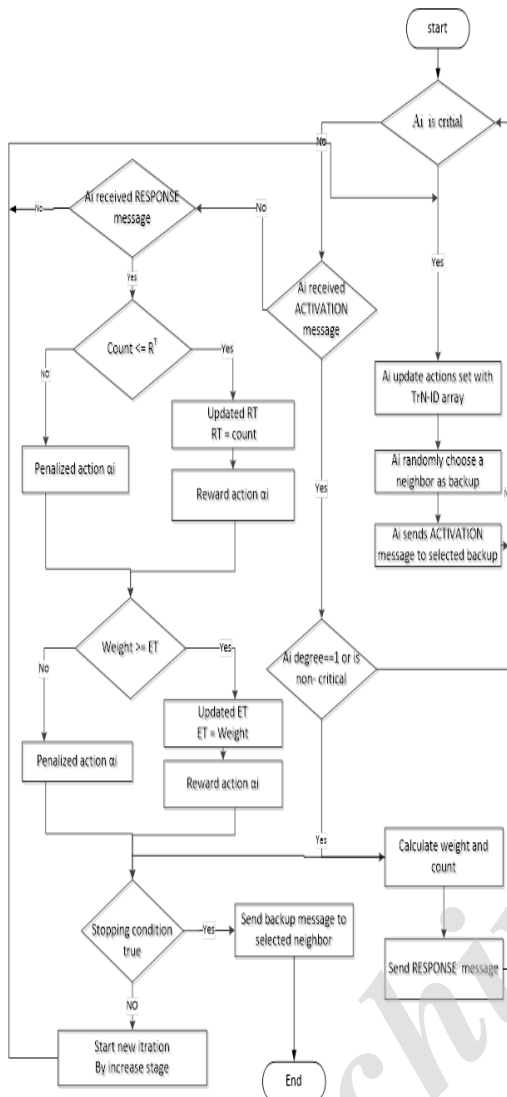 start
Ai is critial
No
Yes
Ai received RESPONSE
message
No
Yes
No
Ai received
ACTIVATION
message
Yes
Count <= R^T
NO
Yes
Updated RT
RT = count
Penalized action αi
Reward action αi
Ai update actions set with
TrN-ID array
Ai randomly choose a
neighbor as backup
Ai sends ACTIVATION
message to selected backup
Weight >= ET
No
Yes
Updated ET
ET = Weight
Penalized action αi
Reward action αi
Ai degree==1 or is
non- critical
Yes
Calculate weight and
count
Send RESPONSE message
Stopping condition
true
Yes
NO
Send backup message to
selected neighbor
Start new itration
By increase stage
End